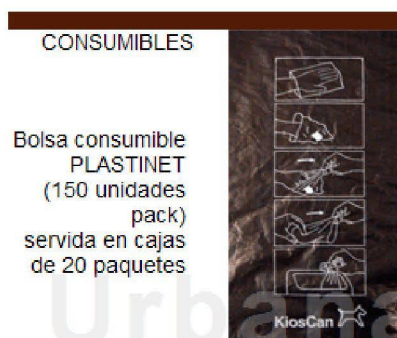 CONSUMIBLES
Bolsa consumible
PLASTINET
(150 unidades
pack)
servida en cajas
de 20 paquetes
Urbana
KiosCan